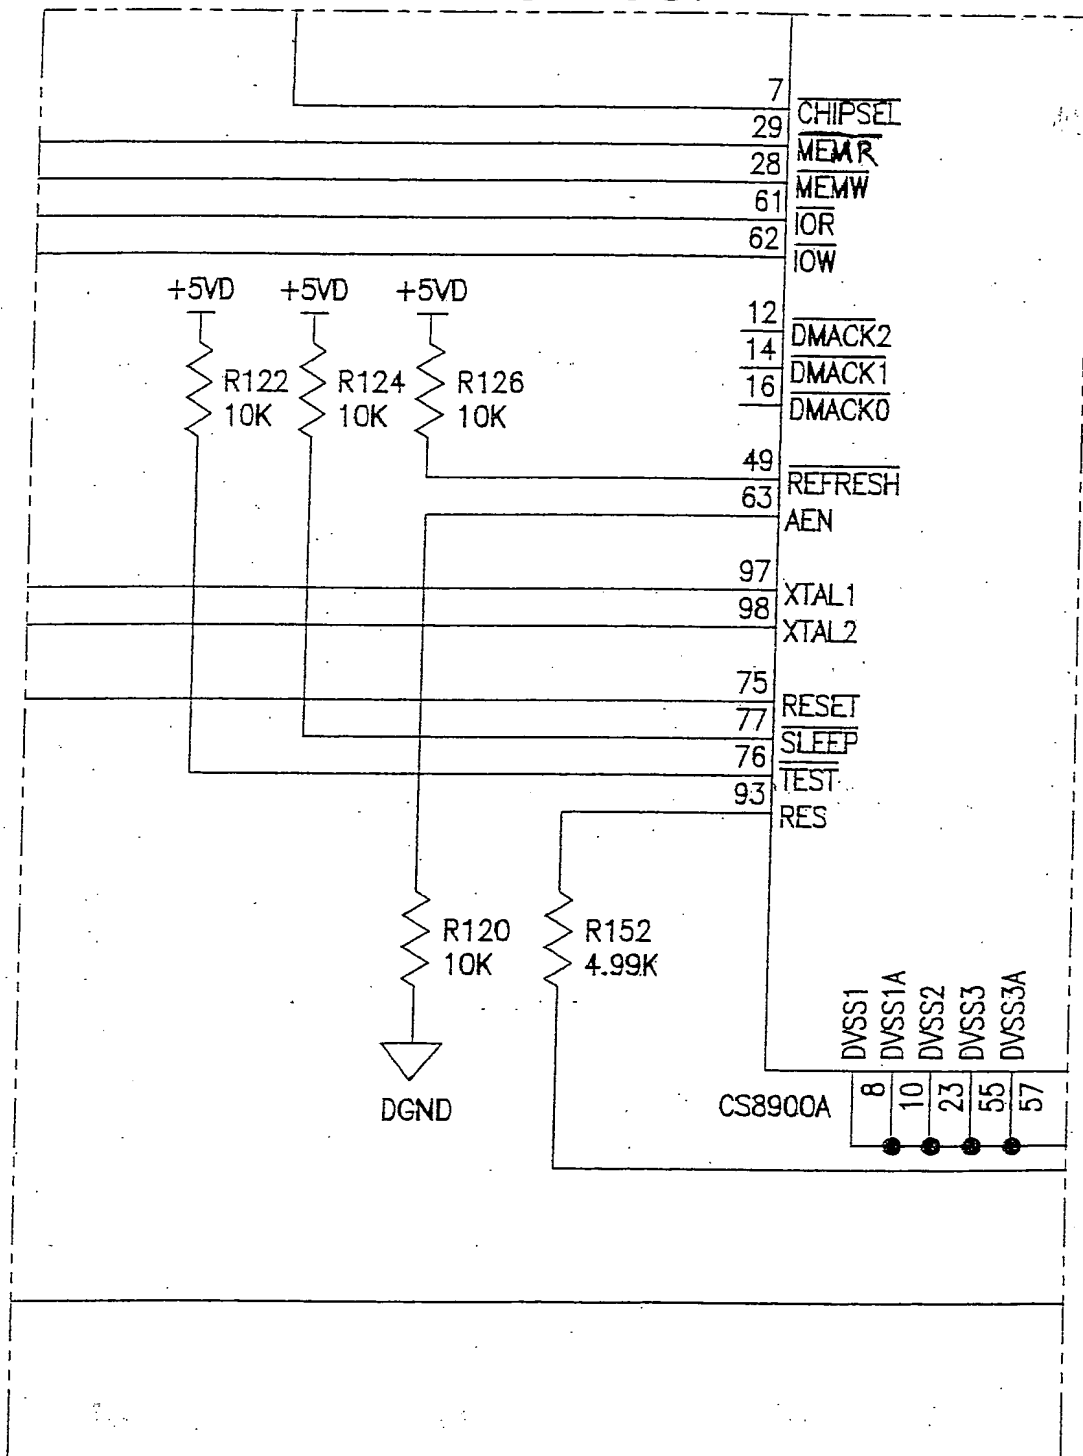 7
CHIPSEL
29
MEMR
28
MEMW
61
IOR
62
IOW
+5VD +5VD +5VD
12
DMACK2
14
DMACK1
16
DMACK0
R122 R124 R126
10K 10K 10K
49
REFRESH
63
AEN
97
XTAL1
98
XTAL2
75
RESET
77
SLEEP
76
TEST
93
RES
R120 R152
10K 4.99K
DVSS1
DVSS1A
DVSS2
DVSS3
DVSS3A
DGND
CS8900A
8
10
23
55
57